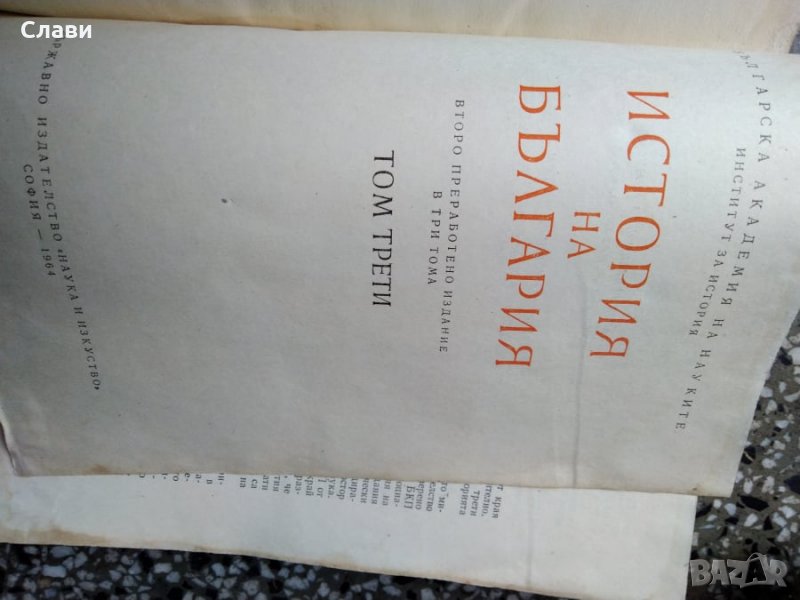 Слави
БЪЛГАРСКА АКАДЕМИЯ НА НАУКИТЕ
ИНСТИТУТ ЗА ИСТОРИЯ
ИСТОРИЯ
НА
БЪЛГАРИЯ
ВТОРО ПРЕРАБОТЕНО ИЗДАНИЕ
В ТРИ ТОМА
ТОМ ТРЕТИ
ДЪРЖАВНО ИЗДАТЕЛСТВО «НАУКА И ИЗКУСТВО»
СОФИЯ — 1964
BAZAR